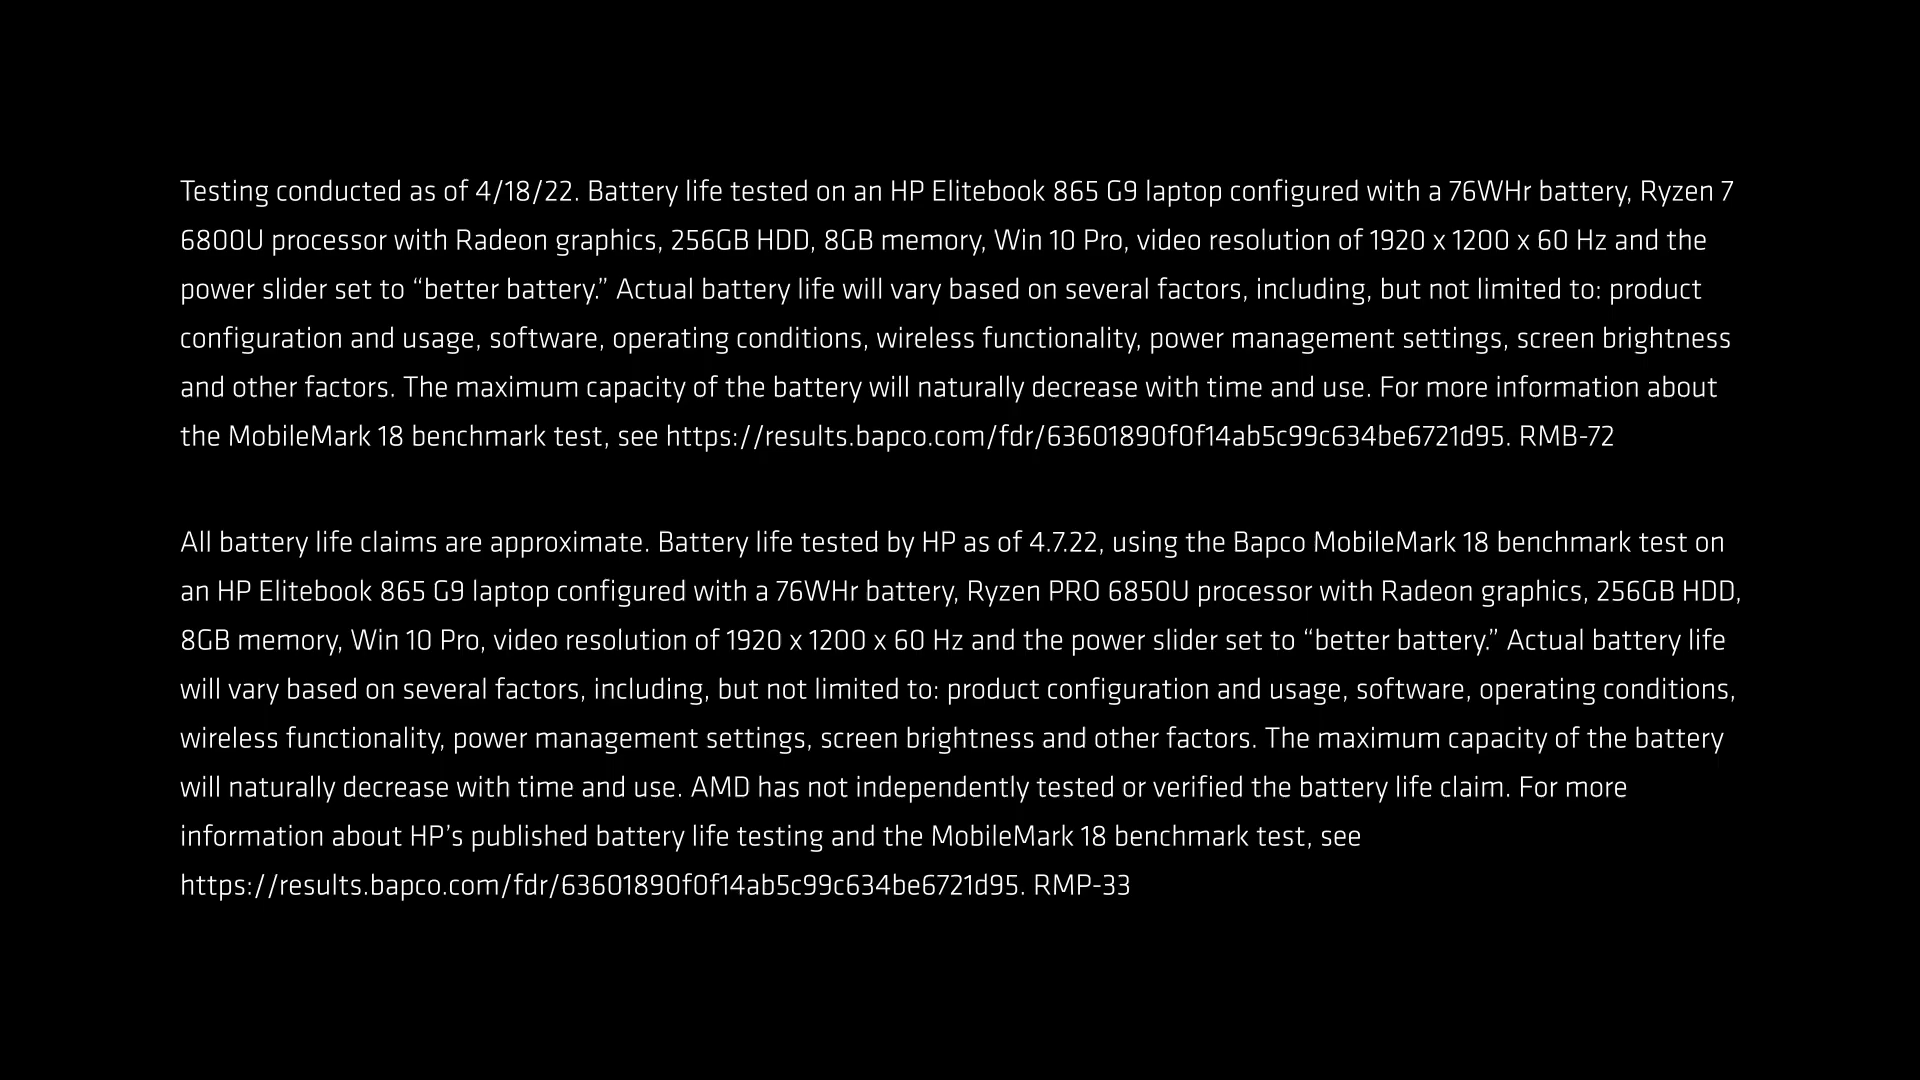 Testing conducted as of 4/18/22. Battery life tested on an HP Elitebook 865 G9 laptop configured with a 76WHr battery, Ryzen 7
6800U processor with Radeon graphics, 256GB HDD, 8GB memory, Win 10 Pro, video resolution of 1920 x 1200 x 60 Hz and the
power slider set to “better battery.” Actual battery life will vary based on several factors, including, but not limited to: product
configuration and usage, software, operating conditions, wireless functionality, power management settings, screen brightness
and other factors. The maximum capacity of the battery will naturally decrease with time and use. For more information about
the MobileMark 18 benchmark test, see https://results.bapco.com/fdr/63601890f0f14ab5c99c634be6721d95. RMB-72
All battery life claims are approximate. Battery life tested by HP as of 4.7.22, using the Bapco MobileMark 18 benchmark test on
an HP Elitebook 865 G9 laptop configured with a 76WHr battery, Ryzen PRO 6850U processor with Radeon graphics, 256GB HDD,
8GB memory, Win 10 Pro, video resolution of 1920 x 1200 x 60 Hz and the power slider set to “better battery.” Actual battery life
will vary based on several factors, including, but not limited to: product configuration and usage, software, operating conditions,
wireless functionality, power management settings, screen brightness and other factors. The maximum capacity of the battery
will naturally decrease with time and use. AMD has not independently tested or verified the battery life claim. For more
information about HP’s published battery life testing and the MobileMark 18 benchmark test, see
https://results.bapco.com/fdr/63601890f0f14ab5c99c634be6721d95. RMP-33